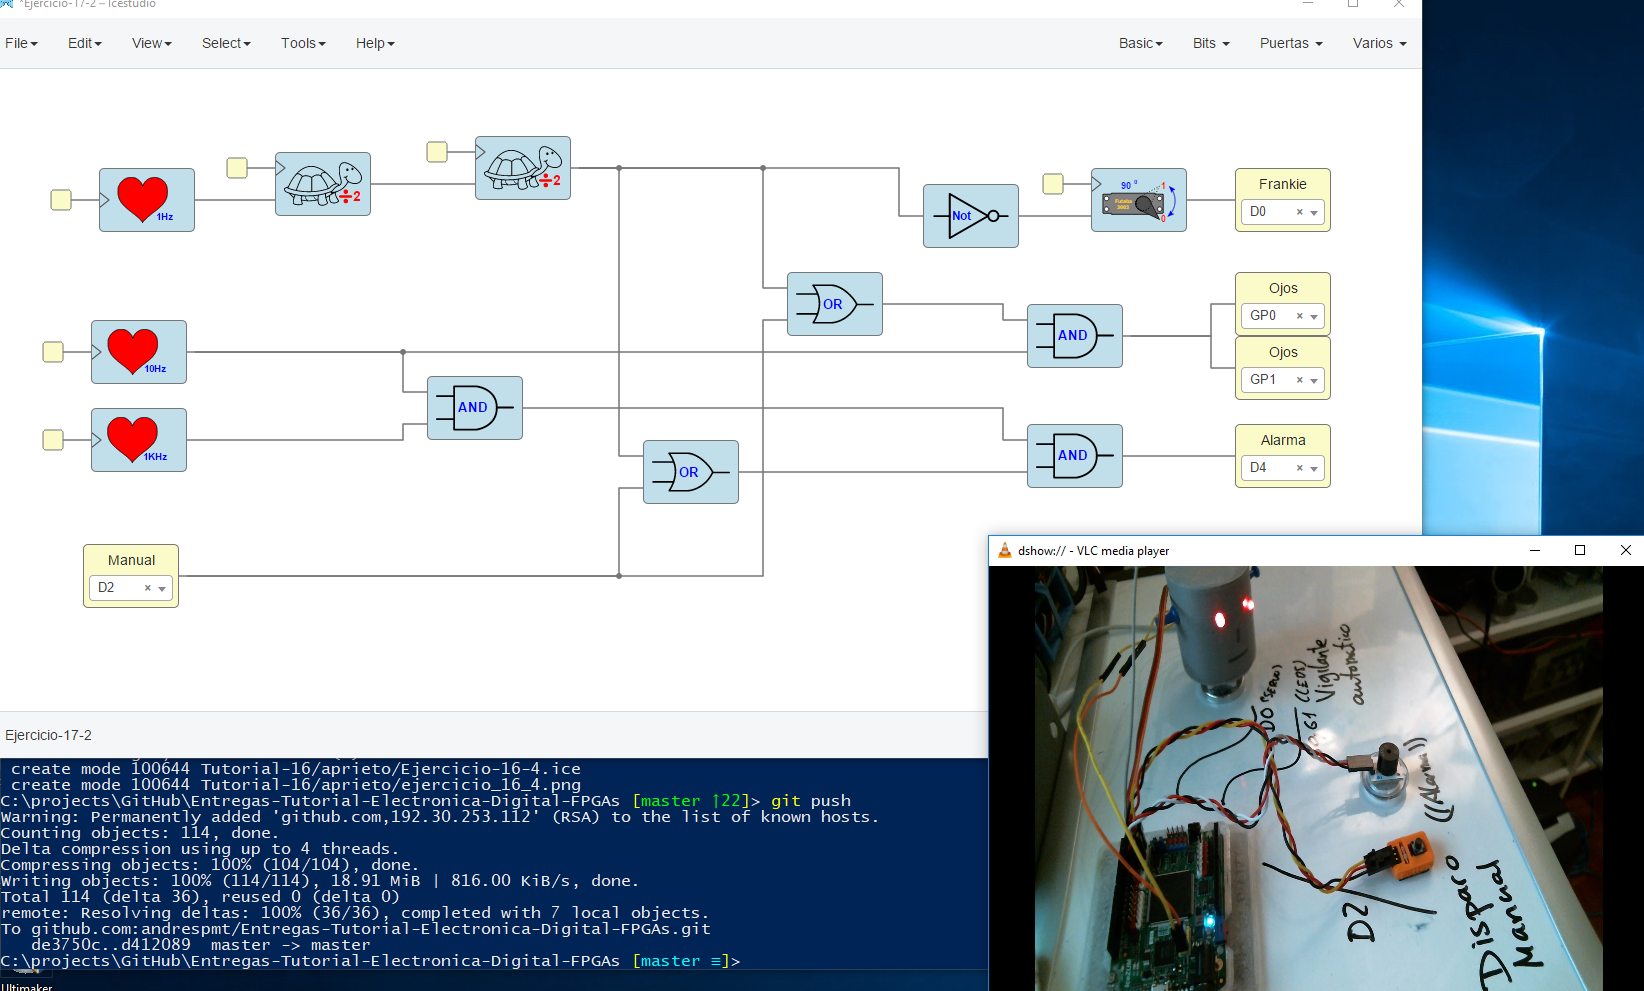 *Ejercicio-17-2 – Icestudio
File Edit View Select Tools Help Basic Bits Puertas Varios
1Hz
÷2
÷2
Not
90 º
1
Futaba
3003
0
Frankie
D0
OR
AND
Ojos
GP0
Ojos
GP1
10Hz
AND
1KHz
OR
AND
Alarma
D4
Manual
D2
Ejercicio-17-2
create mode 100644 Tutorial-16/aprieto/Ejercicio-16-4.ice
create mode 100644 Tutorial-16/aprieto/ejercicio_16_4.png
C:\projects\GitHub\Entregas-Tutorial-Electronica-Digital-FPGAs [master ↑22]> git push
Warning: Permanently added 'github.com,192.30.253.112' (RSA) to the list of known hosts.
Counting objects: 114, done.
Delta compression using up to 4 threads.
Compressing objects: 100% (104/104), done.
Writing objects: 100% (114/114), 18.91 MiB | 816.00 KiB/s, done.
Total 114 (delta 36), reused 0 (delta 0)
remote: Resolving deltas: 100% (36/36), completed with 7 local objects.
To github.com:andrespmt/Entregas-Tutorial-Electronica-Digital-FPGAs.git
de3750c..d412089 master -> master
C:\projects\GitHub\Entregas-Tutorial-Electronica-Digital-FPGAs [master ≡]>
Ultimaker
dshow:// - VLC media player
D0 (SERVO)
G1 (LEDS)
Vigilante
automatico
((Alarma))
D2
Disparo
Manual